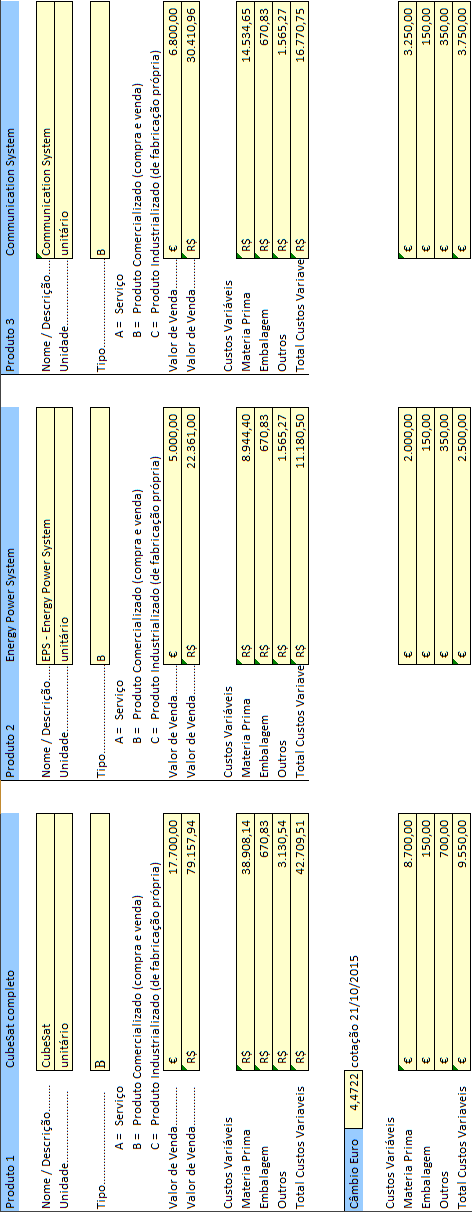 Produto 1 CubeSat completo
Nome / Descrição......... CubeSat
Unidade........................ unitário
Tipo............................... B
A = Serviço
B = Produto Comercializado (compra e venda)
C = Produto Industrializado (de fabricação própria)
Valor de Venda............. € 17.700,00
Valor de Venda............. R$ 79.157,94
Custos Variáveis
Materia Prima R$ 38.908,14
Embalagem R$ 670,83
Outros R$ 3.130,54
Total Custos Variaveis R$ 42.709,51
Produto 2 Energy Power System
Nome / Descrição.... EPS - Energy Power System
Unidade................... unitário
Tipo.......................... B
A = Serviço
B = Produto Comercializado (compra e venda)
C = Produto Industrializado (de fabricação própria)
Valor de Venda........ € 5.000,00
Valor de Venda........ R$ 22.361,00
Custos Variáveis
Materia Prima R$ 8.944,40
Embalagem R$ 670,83
Outros R$ 1.565,27
Total Custos Variave R$ 11.180,50
Produto 3 Communication System
Nome / Descrição.... Communication System
Unidade................... unitário
Tipo.......................... B
A = Serviço
B = Produto Comercializado (compra e venda)
C = Produto Industrializado (de fabricação própria)
Valor de Venda........ € 6.800,00
Valor de Venda........ R$ 30.410,96
Custos Variáveis
Materia Prima R$ 14.534,65
Embalagem R$ 670,83
Outros R$ 1.565,27
Total Custos Variave R$ 16.770,75
Câmbio Euro 4,4722 cotação 21/10/2015
Custos Variáveis
Materia Prima € 8.700,00 € 2.000,00 € 3.250,00
Embalagem € 150,00 € 150,00 € 150,00
Outros € 700,00 € 350,00 € 350,00
Total Custos Variaveis € 9.550,00 € 2.500,00 € 3.750,00